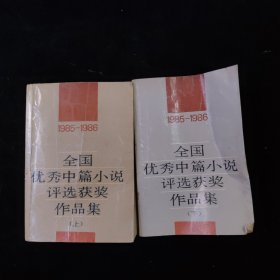 1985-1986
全国
优秀中篇小说
评选获奖
作品集
(上)
1985-1986
全国
优秀中篇小说
评选获奖
作品集
(下)